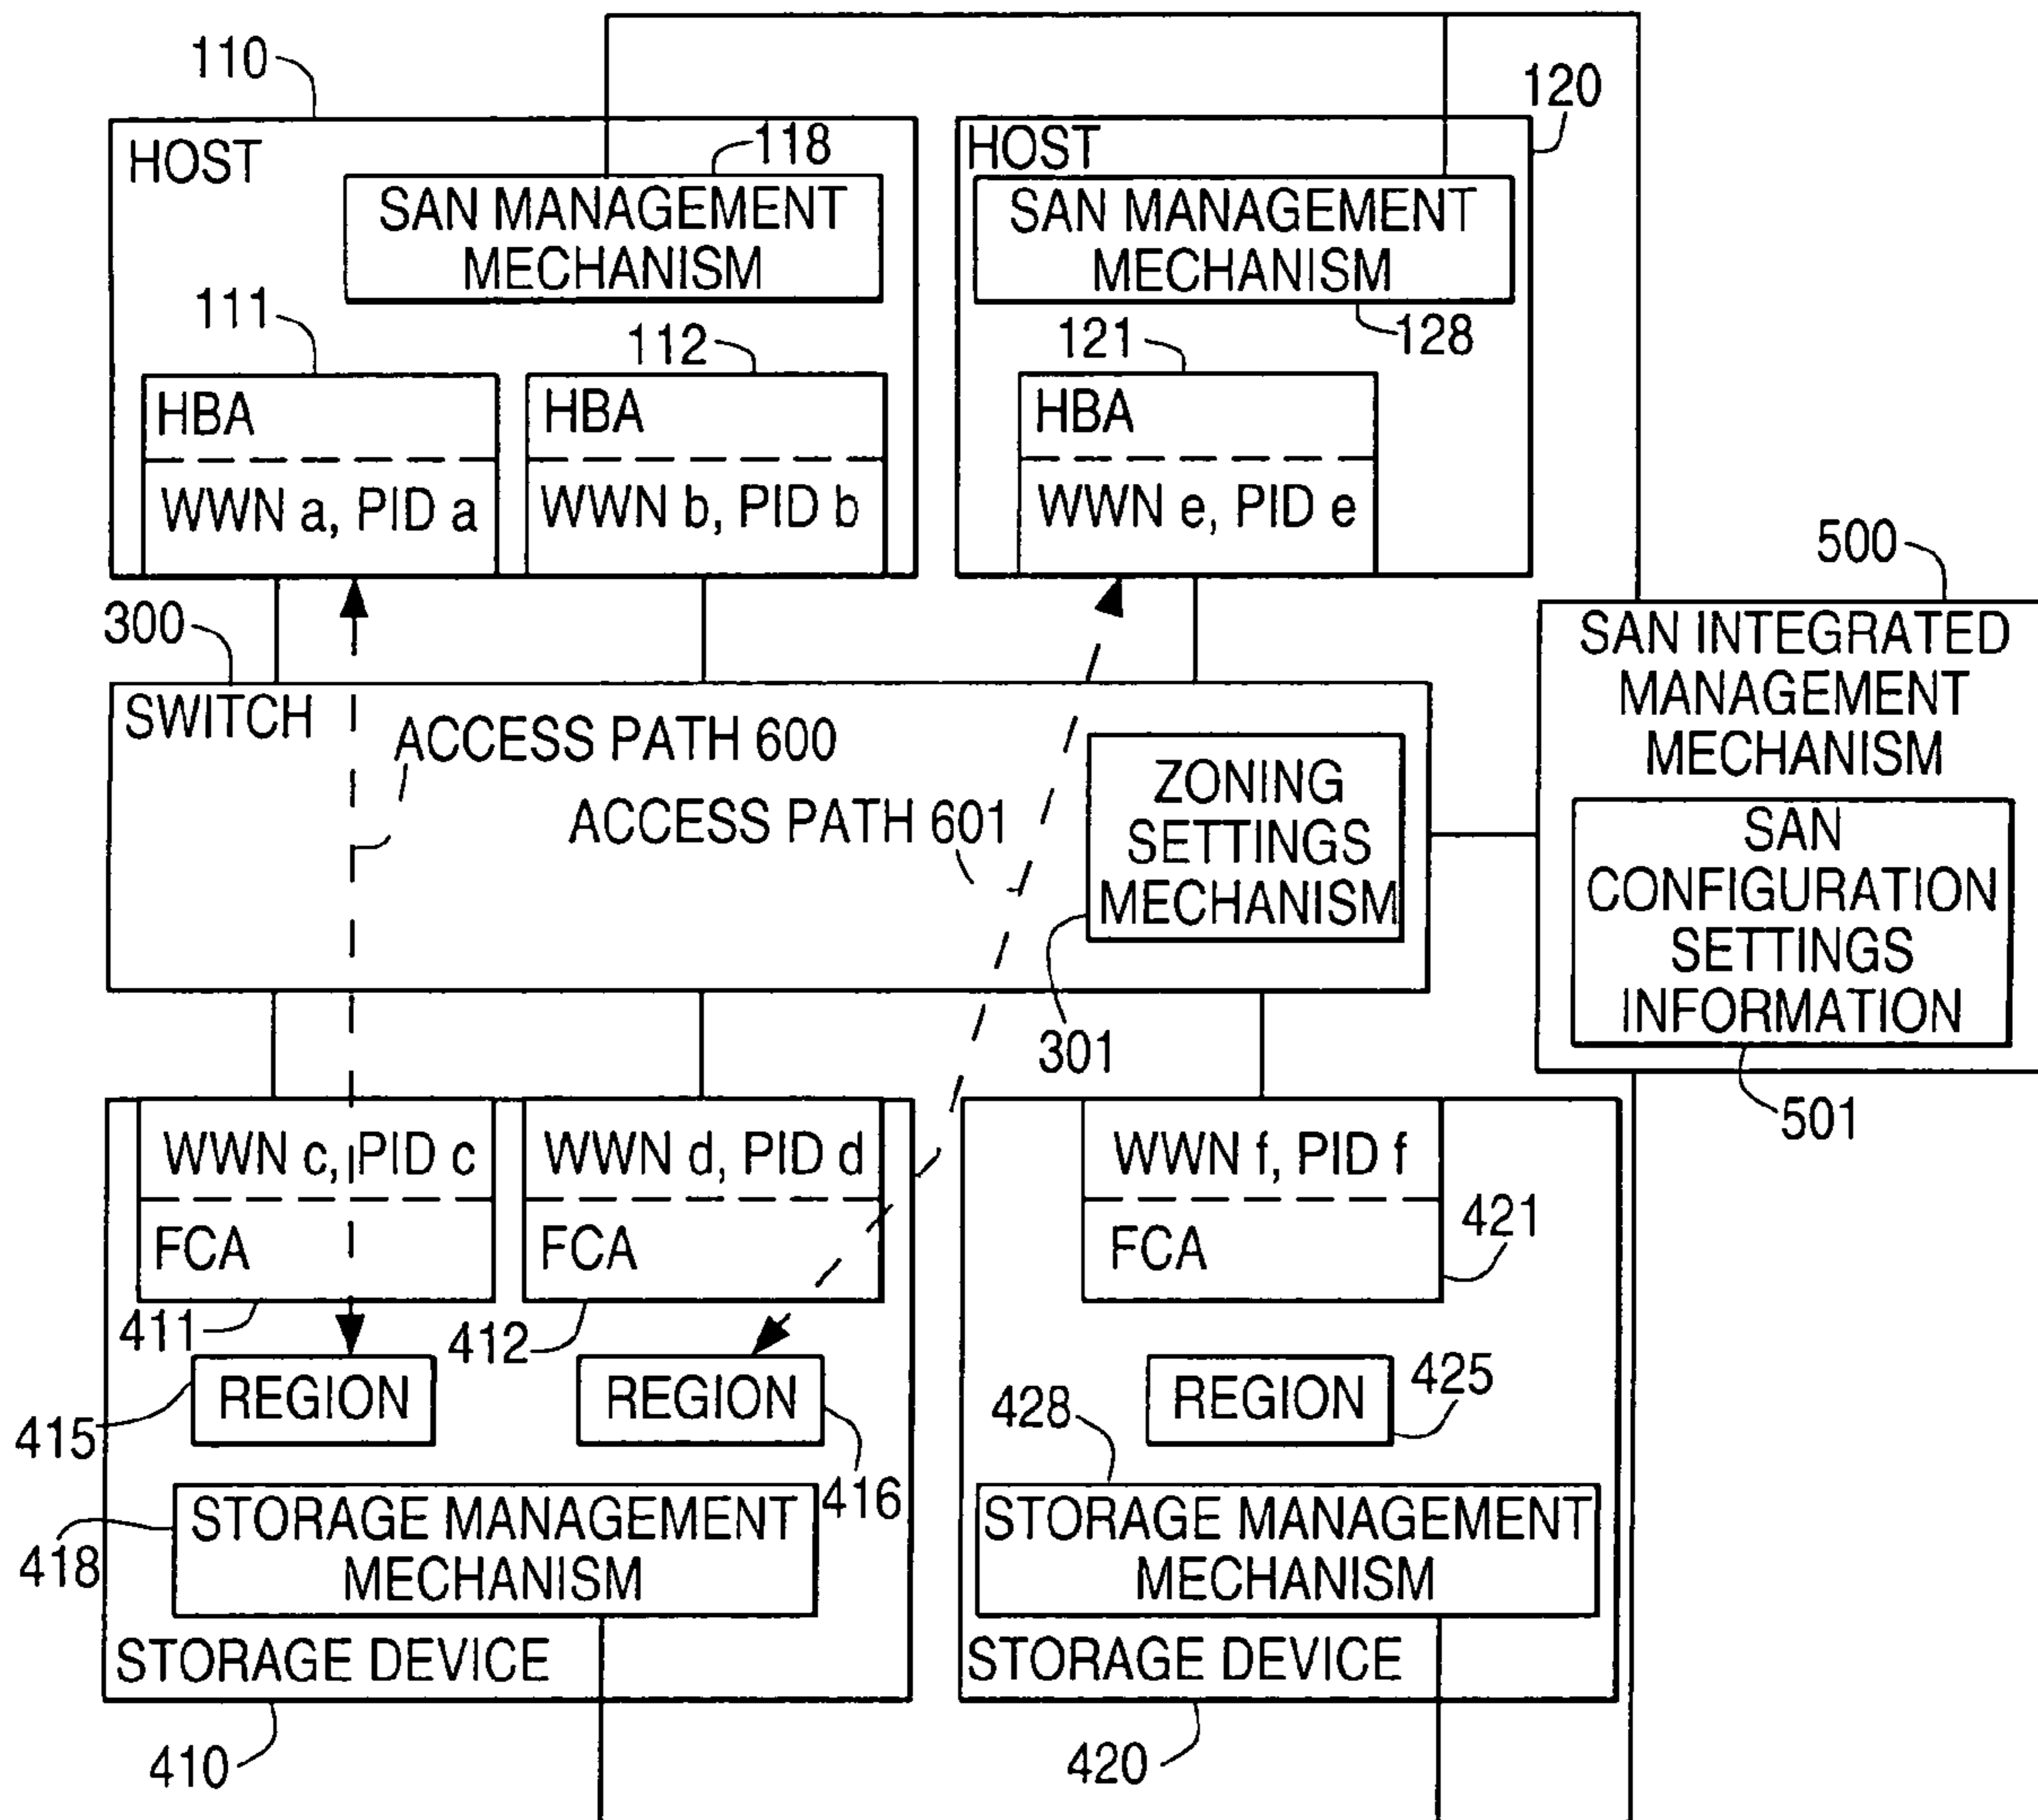 110
120
HOST
118
SAN MANAGEMENT
MECHANISM
111
112
HBA
WWN a, PID a
HBA
WWN b, PID b
HOST
SAN MANAGEMENT
MECHANISM
128
121
HBA
WWN e, PID e
500
SAN INTEGRATED
MANAGEMENT
MECHANISM
SAN
CONFIGURATION
SETTINGS
INFORMATION
501
300
SWITCH
ACCESS PATH 600
ACCESS PATH 601
ZONING
SETTINGS
MECHANISM
301
WWN c, PID c
FCA
411
WWN d, PID d
FCA
412
REGION
415
REGION
416
STORAGE MANAGEMENT
MECHANISM
418
STORAGE DEVICE
410
WWN f, PID f
FCA
421
REGION
425
428
STORAGE MANAGEMENT
MECHANISM
STORAGE DEVICE
420